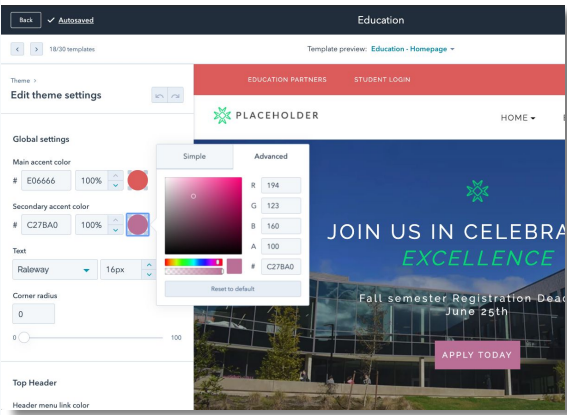 Back
Autosaved
Education
18/30 templates
Template preview: Education - Homepage
Theme >
Edit theme settings
Global settings
Main accent color
# E06666 100%
Secondary accent color
# C27BA0 100%
Text
Raleway 16px
Corner radius
0
0 100
Top Header
Header menu link color
Simple Advanced
R 194
G 123
B 160
A 100
# C27BA0
Reset to default
EDUCATION PARTNERS STUDENT LOGIN
PLACEHOLDER
HOME
JOIN US IN CELEBRA
EXCELLENCE
Fall semester Registration Dead
June 25th
APPLY TODAY